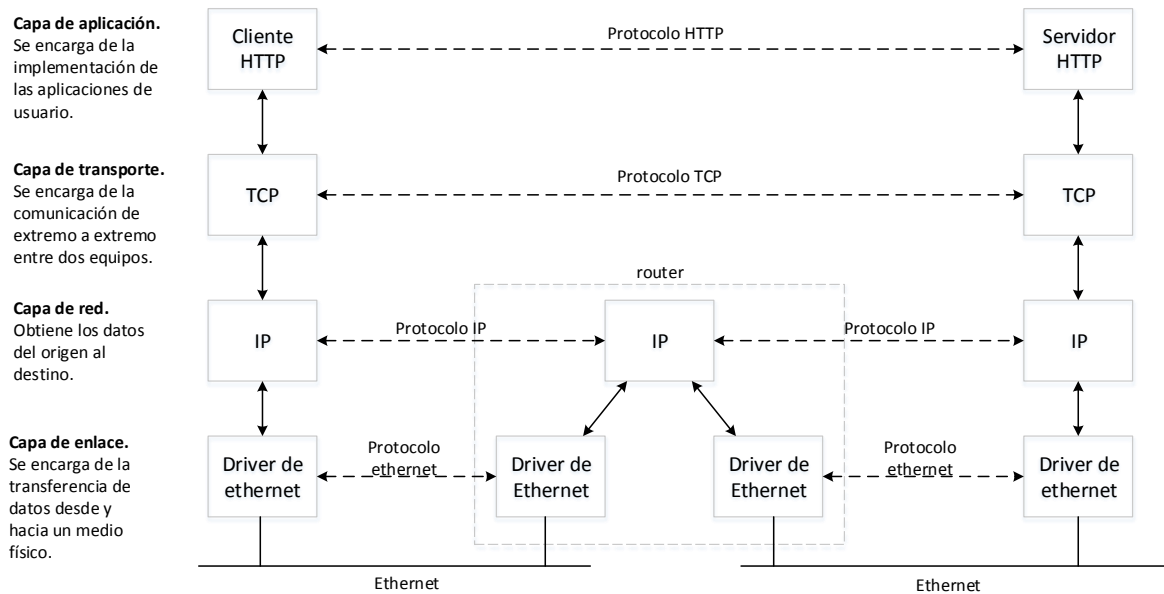 Capa de aplicación.
Se encarga de la
implementación de
las aplicaciones de
usuario.
Cliente
HTTP
Protocolo HTTP
Servidor
HTTP
Capa de transporte.
Se encarga de la
comunicación de
extremo a extremo
entre dos equipos.
TCP
Protocolo TCP
TCP
router
Capa de red.
Obtiene los datos
del origen al
destino.
IP
Protocolo IP
IP
Protocolo IP
IP
Capa de enlace.
Se encarga de la
transferencia de
datos desde y
hacia un medio
físico.
Driver de
ethernet
Protocolo
ethernet
Driver de
Ethernet
Driver de
Ethernet
Protocolo
ethernet
Driver de
ethernet
Ethernet
Ethernet